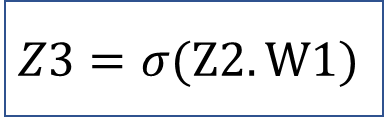 Z3 = σ(Z2. W1)